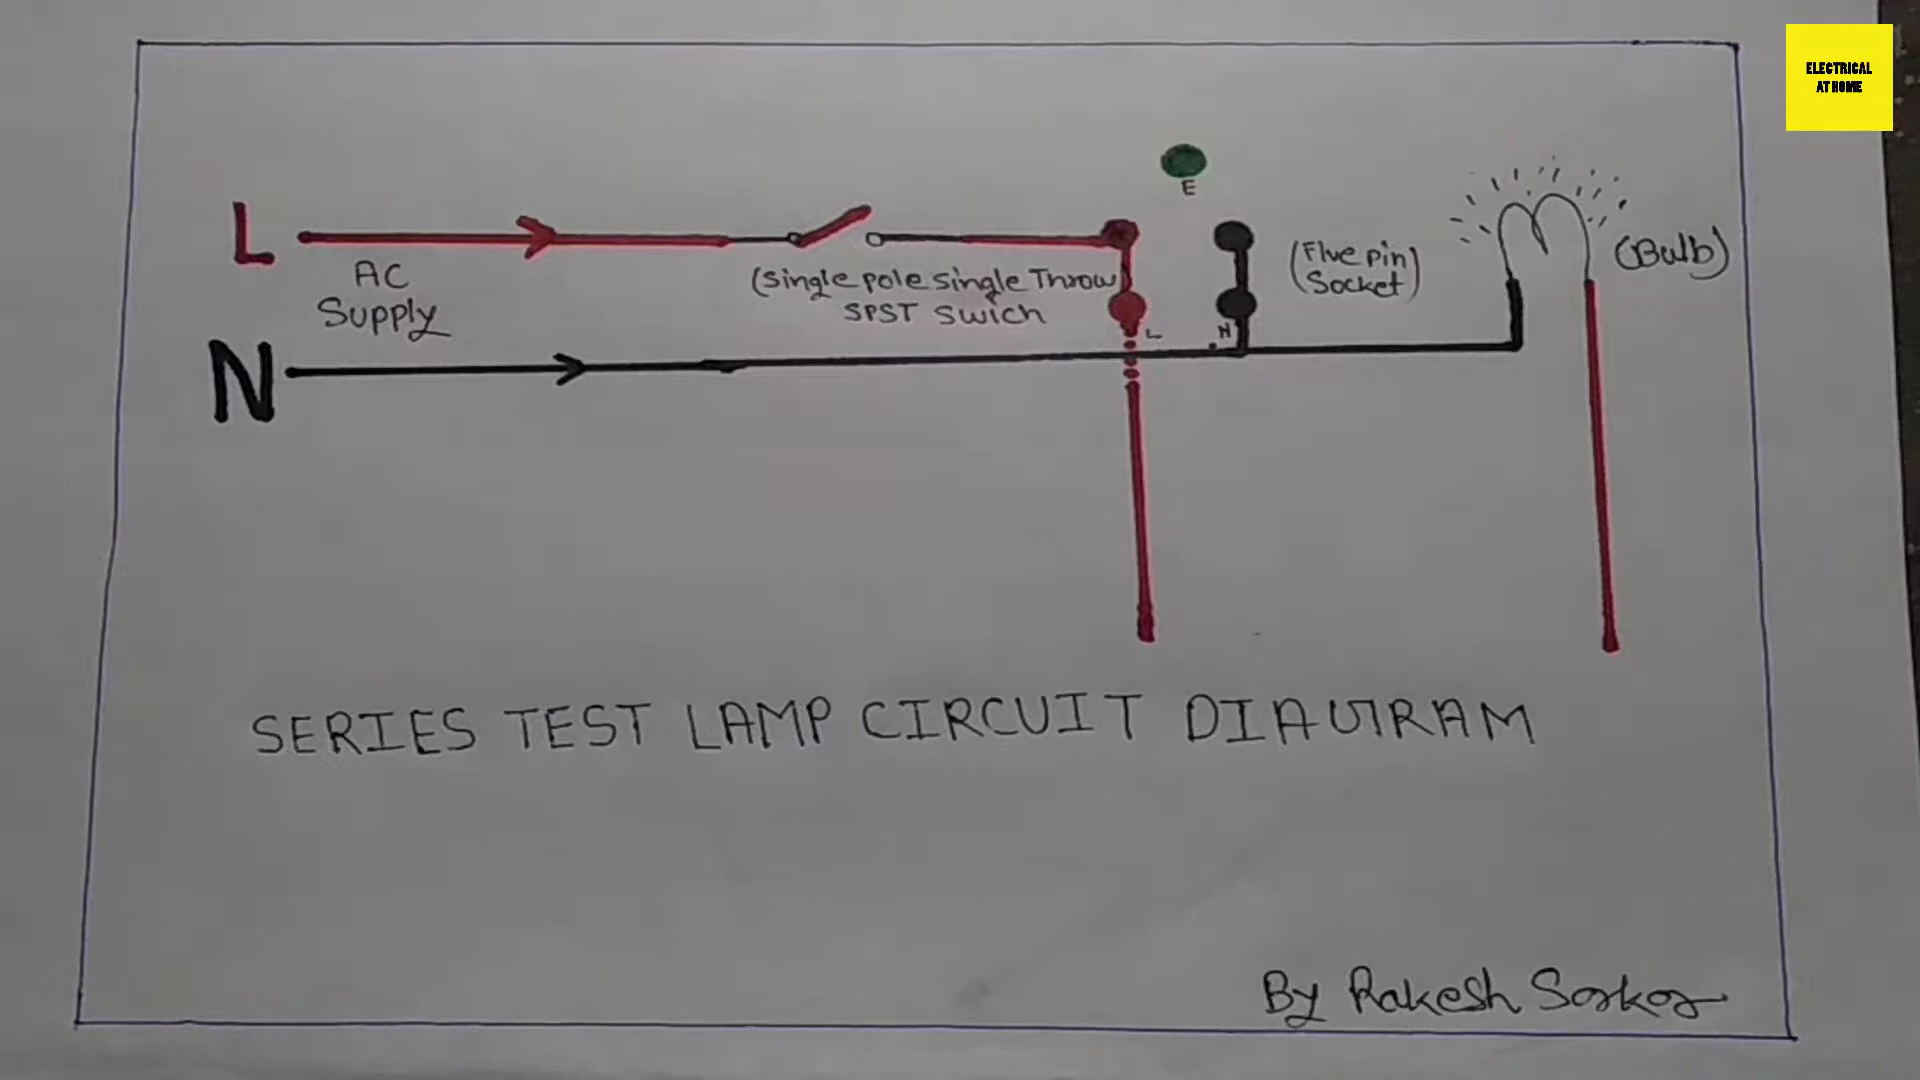 ELECTRICAL
AT HOME
E
L
AC
Supply
(Single pole single Throw
SPST Swich
(Five pin)
(Socket)
(Bulb)
L
N
N
SERIES TEST LAMP CIRCUIT DIAGRAM
By Rakesh Sarkar